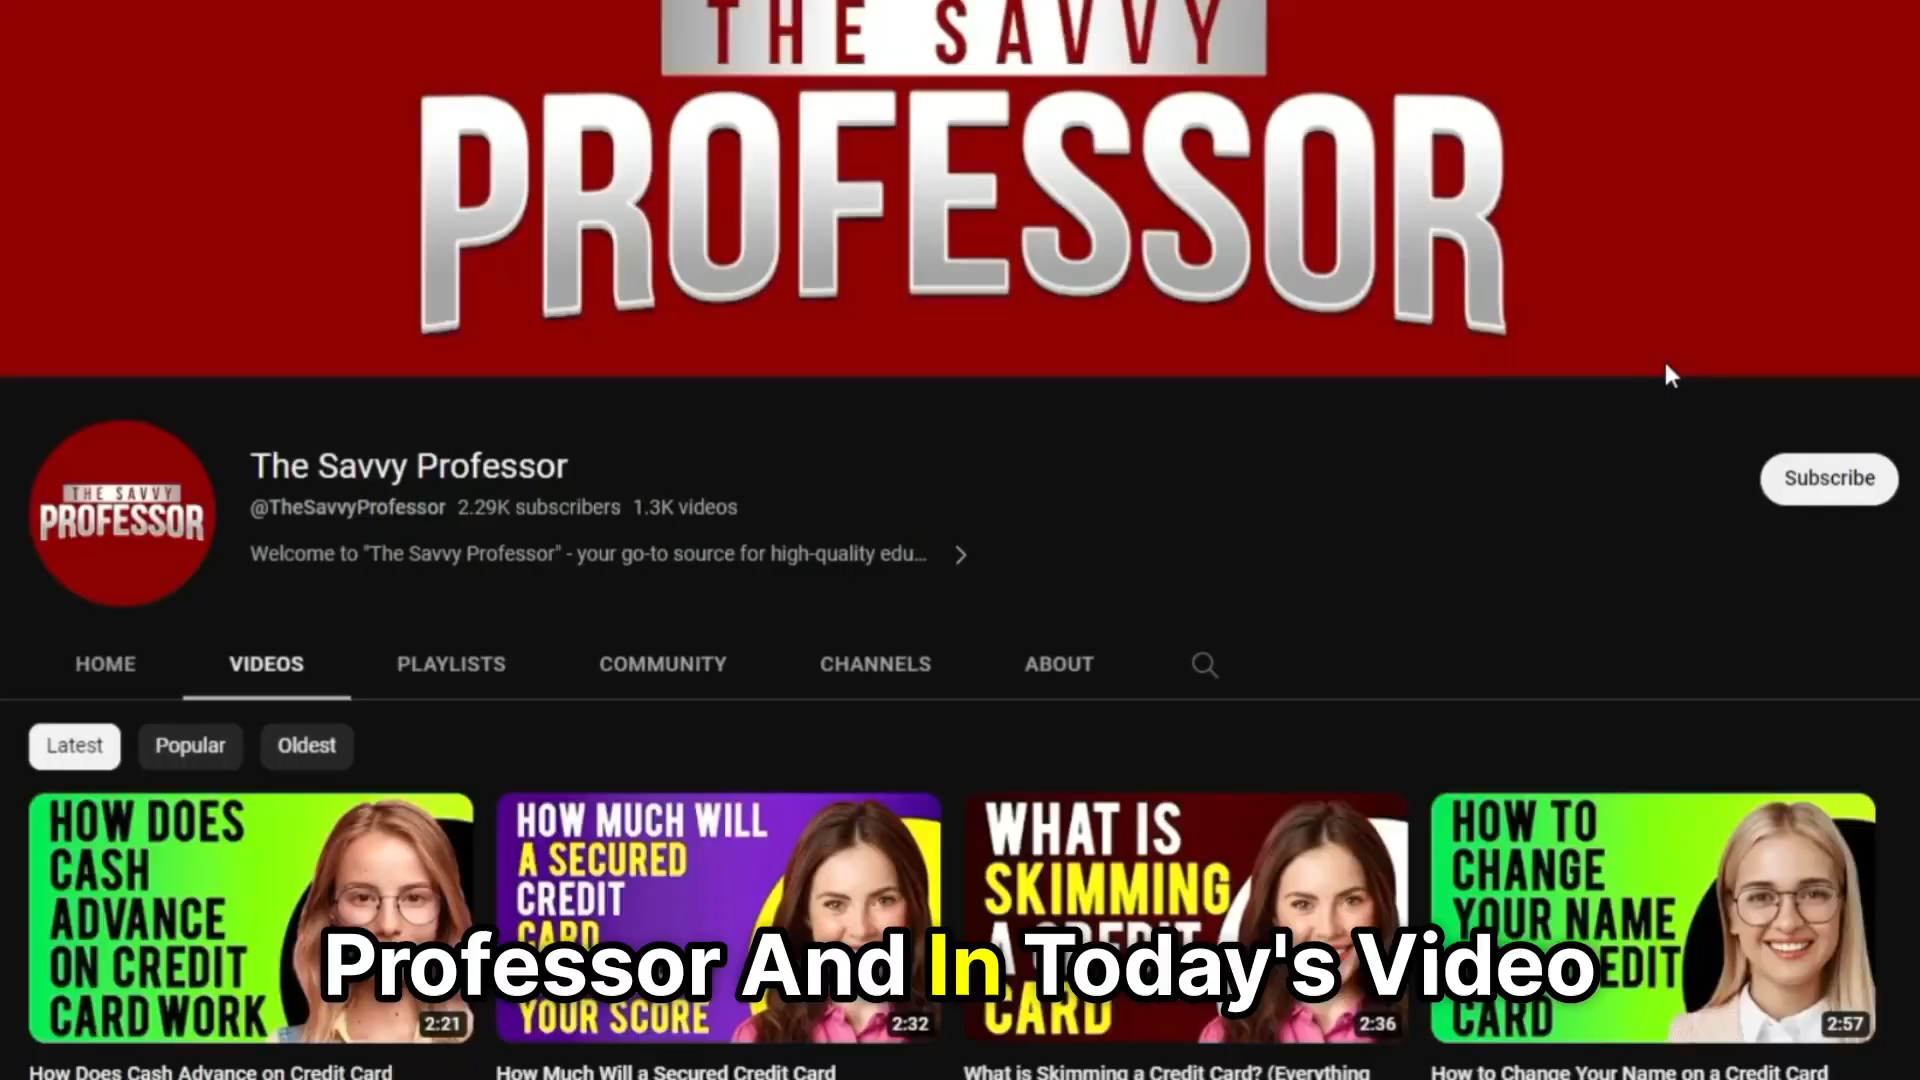 THE SAVVY
PROFESSOR
THE SAVVY
PROFESSOR
The Savvy Professor
@TheSavvyProfessor 2.29K subscribers 1.3K videos
Welcome to "The Savvy Professor" - your go-to source for high-quality edu...
Subscribe
HOME VIDEOS PLAYLISTS COMMUNITY CHANNELS ABOUT
Latest Popular Oldest
HOW DOES
CASH
ADVANCE
ON CREDIT
CARD WORK
2:21
HOW MUCH WILL
A SECURED
CREDIT
CARD
YOUR SCORE
2:32
WHAT IS
SKIMMING
A CREDIT
CARD
2:36
HOW TO
CHANGE
YOUR NAME
EDIT
CARD
2:57
Professor And In Today's Video
How Does Cash Advance on Credit Card
How Much Will a Secured Credit Card
What is Skimming a Credit Card? (Everything
How to Change Your Name on a Credit Card